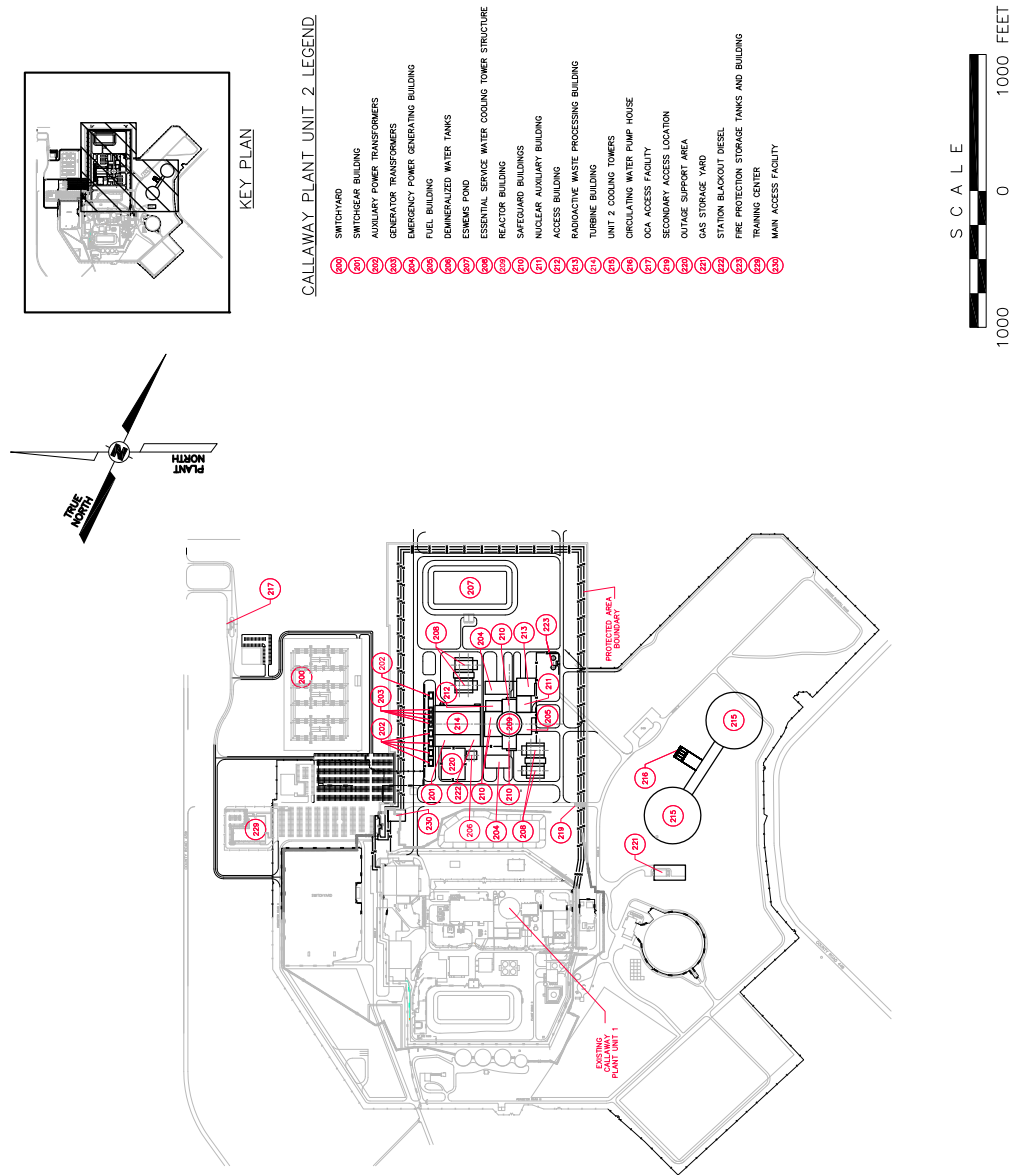 KEY PLAN
CALLAWAY PLANT UNIT 2 LEGEND
200 SWITCHYARD
201 SWITCHGEAR BUILDING
202 AUXILIARY POWER TRANSFORMERS
203 GENERATOR TRANSFORMERS
204 EMERGENCY POWER GENERATING BUILDING
205 FUEL BUILDING
206 DEMINERALIZED WATER TANKS
207 ESWEMS POND
208 ESSENTIAL SERVICE WATER COOLING TOWER STRUCTURE
209 REACTOR BUILDING
210 SAFEGUARD BUILDINGS
211 NUCLEAR AUXILIARY BUILDING
212 ACCESS BUILDING
213 RADIOACTIVE WASTE PROCESSING BUILDING
214 TURBINE BUILDING
215 UNIT 2 COOLING TOWERS
216 CIRCULATING WATER PUMP HOUSE
217 OCA ACCESS FACILITY
219 SECONDARY ACCESS LOCATION
220 OUTAGE SUPPORT AREA
221 GAS STORAGE YARD
222 STATION BLACKOUT DIESEL
223 FIRE PROTECTION STORAGE TANKS AND BUILDING
229 TRAINING CENTER
230 MAIN ACCESS FACILITY
SCALE
1000 0 1000 FEET
TRUE
NORTH
N
PLANT
NORTH
217
200
202
203
202
208
207
204
210
213
223
212
214
209
211
205
220
201
222
210
210
206
204
208
219
230
229
PROTECTED AREA
BOUNDARY
215
216
215
221
EXISTING
CALLAWAY
PLANT UNIT 1